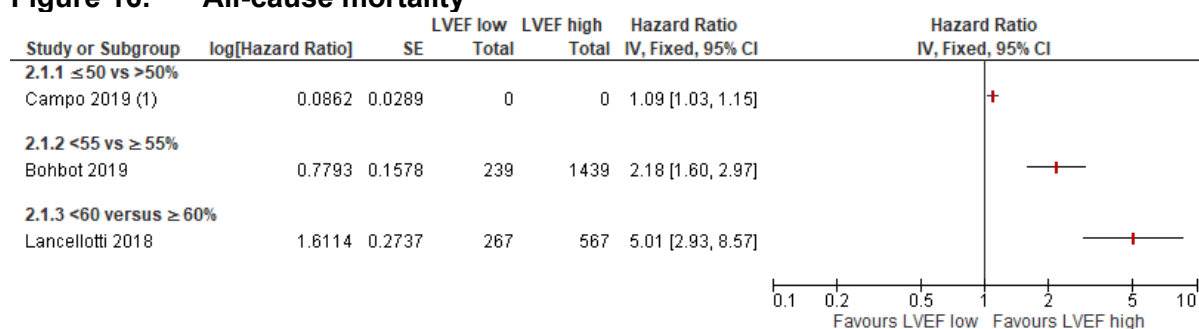 Figure 16. All-cause mortality
LVEF low LVEF high Hazard Ratio Hazard Ratio
Study or Subgroup log[Hazard Ratio] SE Total Total IV, Fixed, 95% CI IV, Fixed, 95% CI
2.1.1 ≤50 vs >50%
Campo 2019 (1) 0.0862 0.0289 0 0 1.09 [1.03, 1.15]
2.1.2 <55 vs ≥ 55%
Bohbot 2019 0.7793 0.1578 239 1439 2.18 [1.60, 2.97]
2.1.3 <60 versus ≥ 60%
Lancellotti 2018 1.6114 0.2737 267 567 5.01 [2.93, 8.57]
0.1 0.2 0.5 1 2 5 10
Favours LVEF low Favours LVEF high